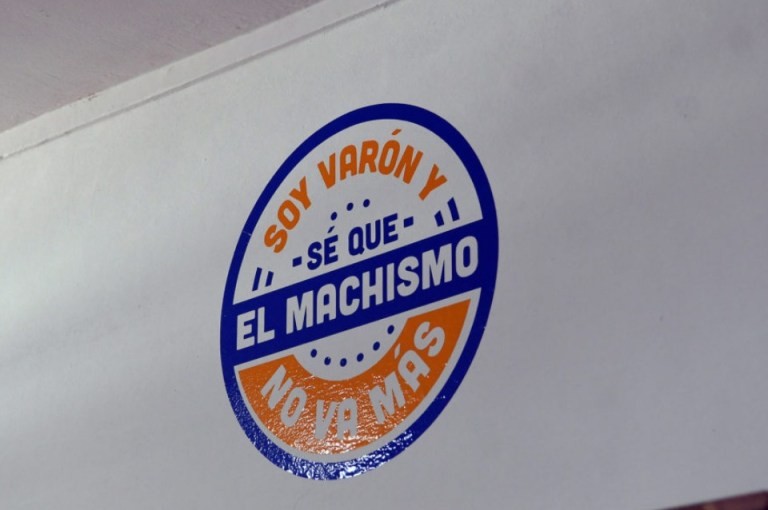 SOY VARÓN Y
-SÉ QUE-
EL MACHISMO
NO VA MÁS